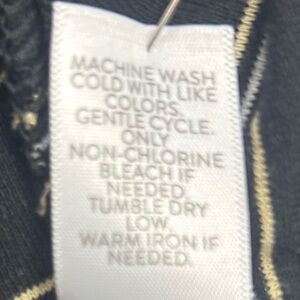 MACHINE WASH
COLD WITH LIKE
COLORS.
GENTLE CYCLE.
ONLY
NON-CHLORINE
BLEACH IF
NEEDED.
TUMBLE DRY
LOW.
WARM IRON IF
NEEDED.